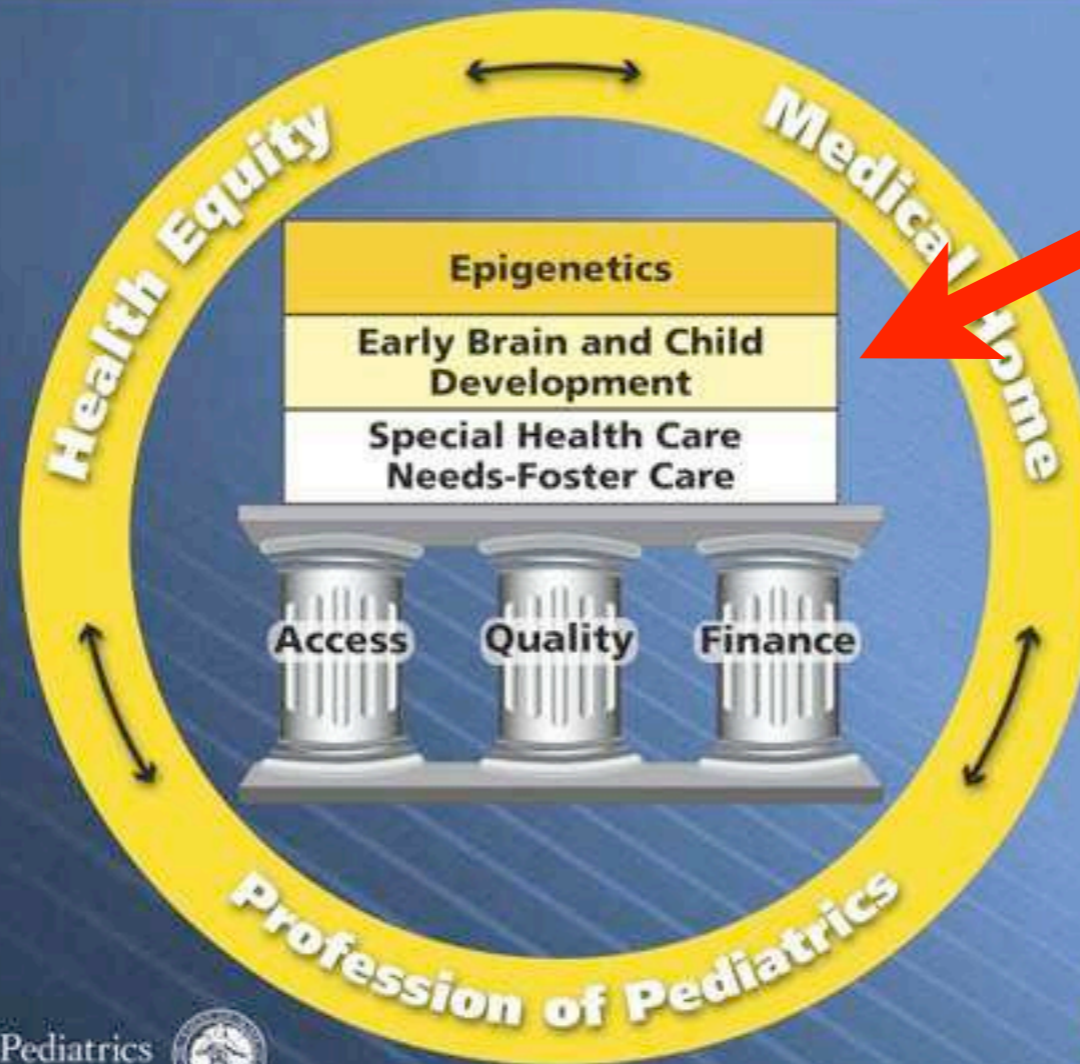 Health Equity
Medical Home
Epigenetics
Early Brain and Child
Development
Special Health Care
Needs-Foster Care
Access
Quality
Finance
Profession of Pediatrics
Pediatrics